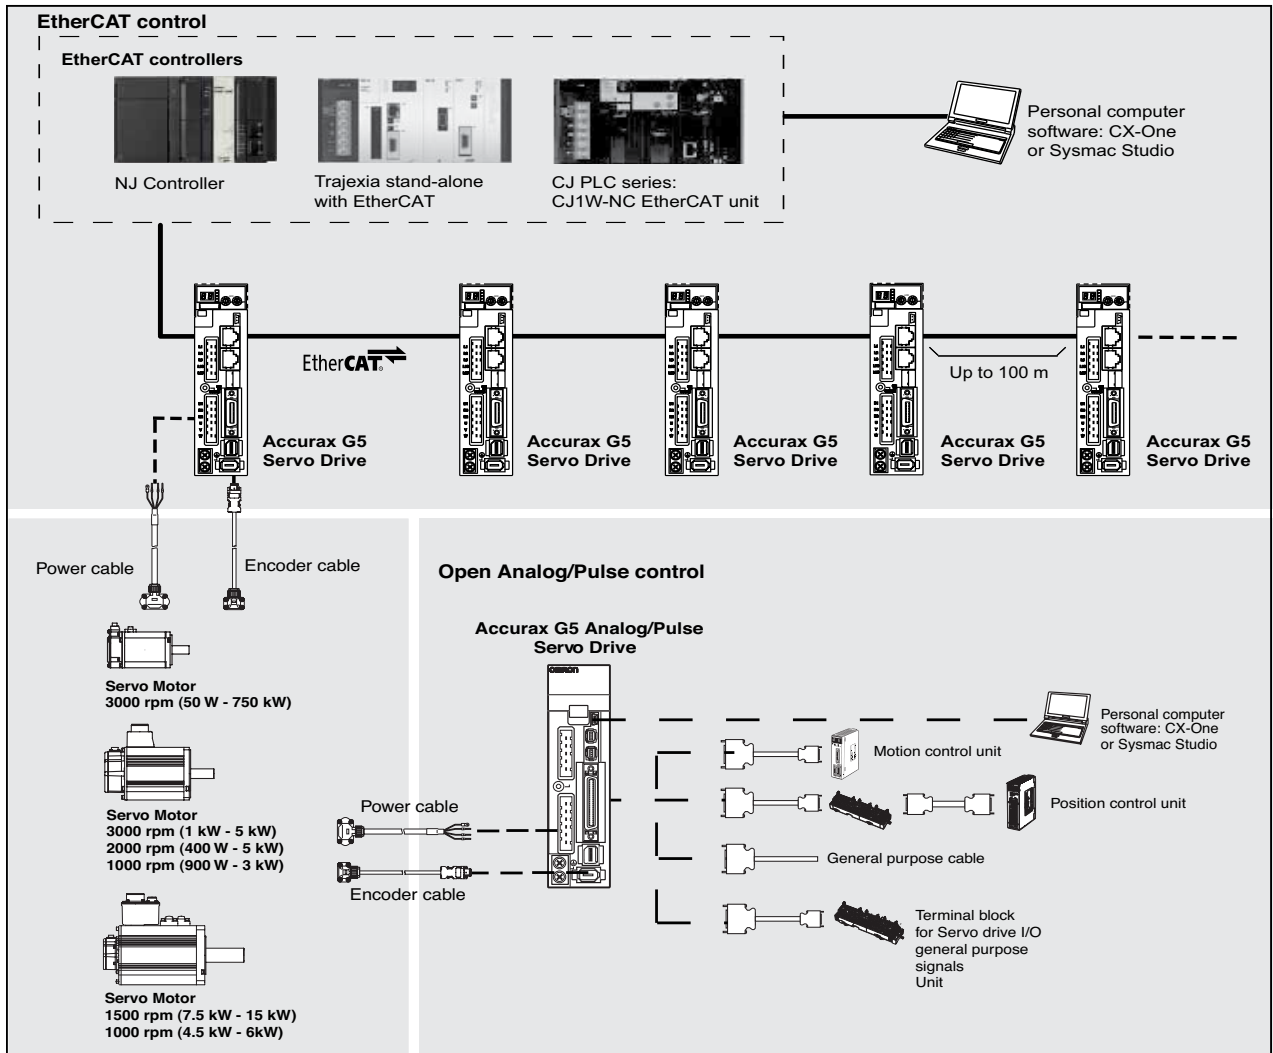 EtherCAT control
EtherCAT controllers
NJ Controller
Trajexia stand-alone
with EtherCAT
CJ PLC series:
CJ1W-NC EtherCAT unit
Personal computer
software: CX-One
or Sysmac Studio
EtherCAT®
Up to 100 m
Accurax G5
Servo Drive
Accurax G5
Servo Drive
Accurax G5
Servo Drive
Accurax G5
Servo Drive
Accurax G5
Servo Drive
Power cable
Encoder cable
Servo Motor
3000 rpm (50 W - 750 kW)
Servo Motor
3000 rpm (1 kW - 5 kW)
2000 rpm (400 W - 5 kW)
1000 rpm (900 W - 3 kW)
Servo Motor
1500 rpm (7.5 kW - 15 kW)
1000 rpm (4.5 kW - 6kW)
Open Analog/Pulse control
Accurax G5 Analog/Pulse
Servo Drive
OMRON
Power cable
Encoder cable
Personal computer
software: CX-One
or Sysmac Studio
Motion control unit
Position control unit
General purpose cable
Terminal block
for Servo drive I/O
general purpose
signals
Unit